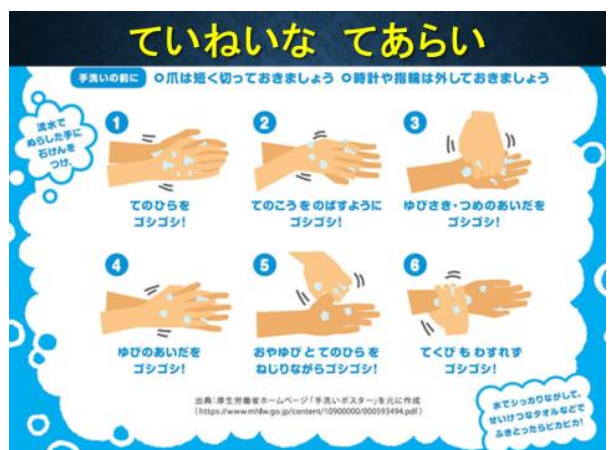 ていねいな てあらい
手洗いの前に ○爪は短く切っておきましょう ○時計や指輪は外しておきましょう
流水で
ぬらした手に
石けんを
つけ、
1
てのひらを
ゴシゴシ!
2
てのこうをのばすように
ゴシゴシ!
3
ゆびさき・つめのあいだを
ゴシゴシ!
4
ゆびのあいだを
ゴシゴシ!
5
おやゆびとてのひらを
ねじりながらゴシゴシ!
6
てくびもわすれず
ゴシゴシ!
出典:厚生労働省ホームページ「手洗いポスター」を元に作成
(https://www.mhlw.go.jp/content/10900000/000593494.pdf)
水でシッカリながして、
せいけつなタオルなどで
ふきとったらピカピカ!